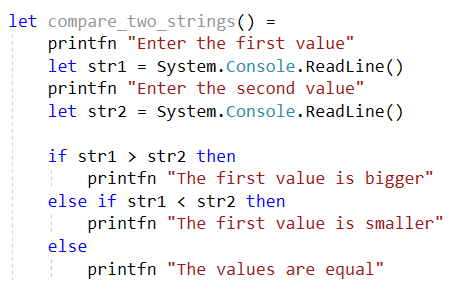 let compare_two_strings() =
    printfn "Enter the first value"
    let str1 = System.Console.ReadLine()
    printfn "Enter the second value"
    let str2 = System.Console.ReadLine()

    if str1 > str2 then
        printfn "The first value is bigger"
    else if str1 < str2 then
        printfn "The first value is smaller"
    else
        printfn "The values are equal"